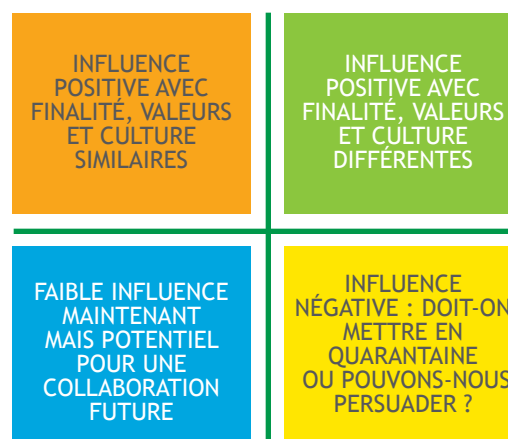 INFLUENCE
POSITIVE AVEC
FINALITÉ, VALEURS
ET CULTURE
SIMILAIRES
INFLUENCE
POSITIVE AVEC
FINALITÉ, VALEURS
ET CULTURE
DIFFÉRENTES
FAIBLE INFLUENCE
MAINTENANT
MAIS POTENTIEL
POUR UNE
COLLABORATION
FUTURE
INFLUENCE
NÉGATIVE : DOIT-ON
METTRE EN
QUARANTAINE
OU POUVONS-NOUS
PERSUADER ?